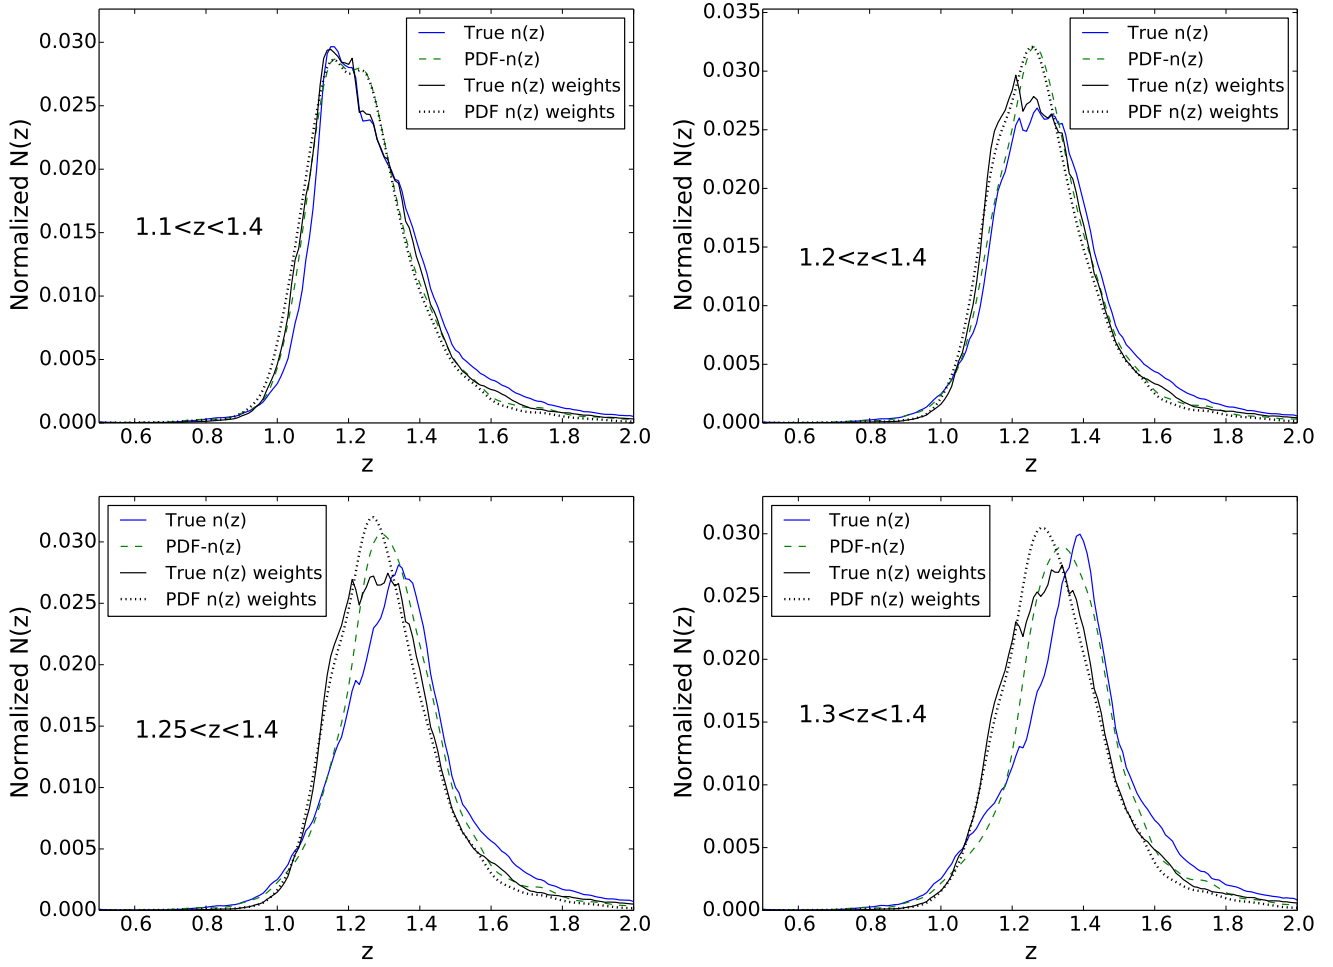 0.030
0.025
0.020
0.015
0.010
0.005
0.000
Normalized N(z)
True n(z)
PDF-n(z)
True n(z) weights
PDF n(z) weights
1.1<z<1.4
0.6 0.8 1.0 1.2 1.4 1.6 1.8 2.0
z
0.035
0.030
0.025
0.020
0.015
0.010
0.005
0.000
Normalized N(z)
True n(z)
PDF-n(z)
True n(z) weights
PDF n(z) weights
1.2<z<1.4
0.6 0.8 1.0 1.2 1.4 1.6 1.8 2.0
z
0.030
0.025
0.020
0.015
0.010
0.005
0.000
Normalized N(z)
True n(z)
PDF-n(z)
True n(z) weights
PDF n(z) weights
1.25<z<1.4
0.6 0.8 1.0 1.2 1.4 1.6 1.8 2.0
z
0.030
0.025
0.020
0.015
0.010
0.005
0.000
Normalized N(z)
True n(z)
PDF-n(z)
True n(z) weights
PDF n(z) weights
1.3<z<1.4
0.6 0.8 1.0 1.2 1.4 1.6 1.8 2.0
z